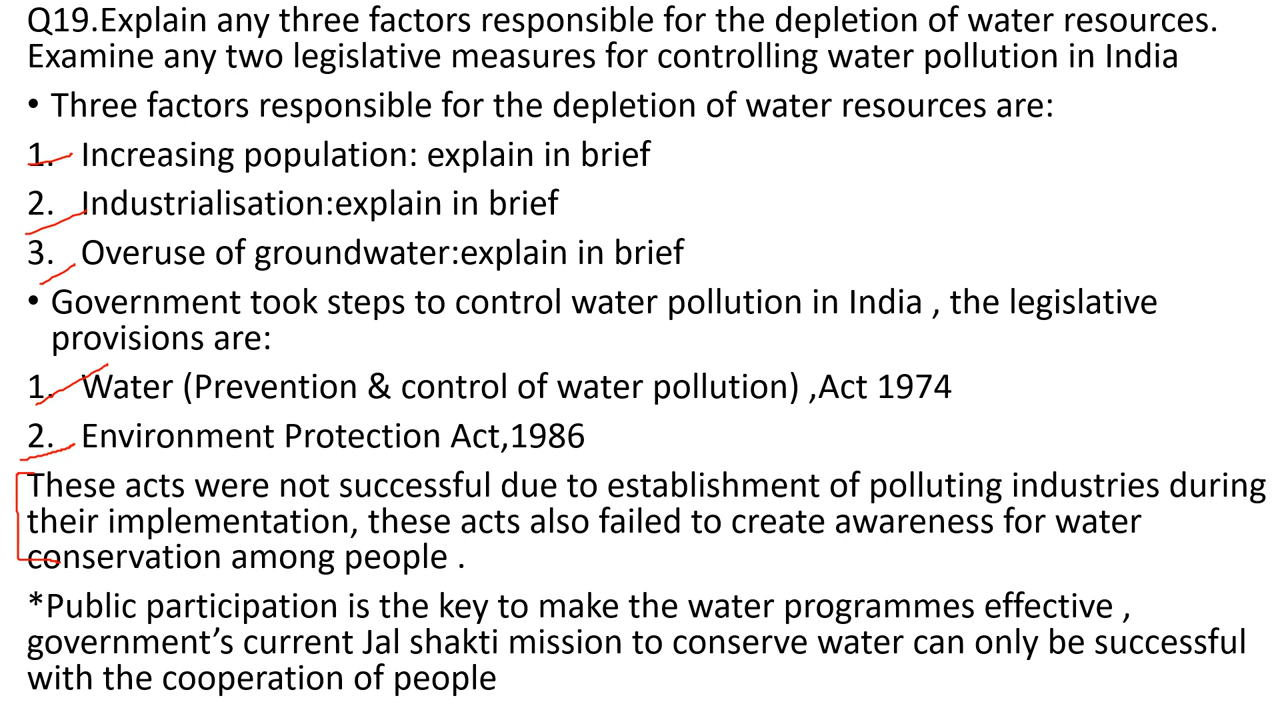 Q19.Explain any three factors responsible for the depletion of water resources.
Examine any two legislative measures for controlling water pollution in India
• Three factors responsible for the depletion of water resources are:
1. Increasing population: explain in brief
2. Industrialisation:explain in brief
3. Overuse of groundwater:explain in brief
• Government took steps to control water pollution in India , the legislative
provisions are:
1. Water (Prevention & control of water pollution) ,Act 1974
2. Environment Protection Act,1986
These acts were not successful due to establishment of polluting industries during
their implementation, these acts also failed to create awareness for water
conservation among people .
*Public participation is the key to make the water programmes effective ,
government’s current Jal shakti mission to conserve water can only be successful
with the cooperation of people